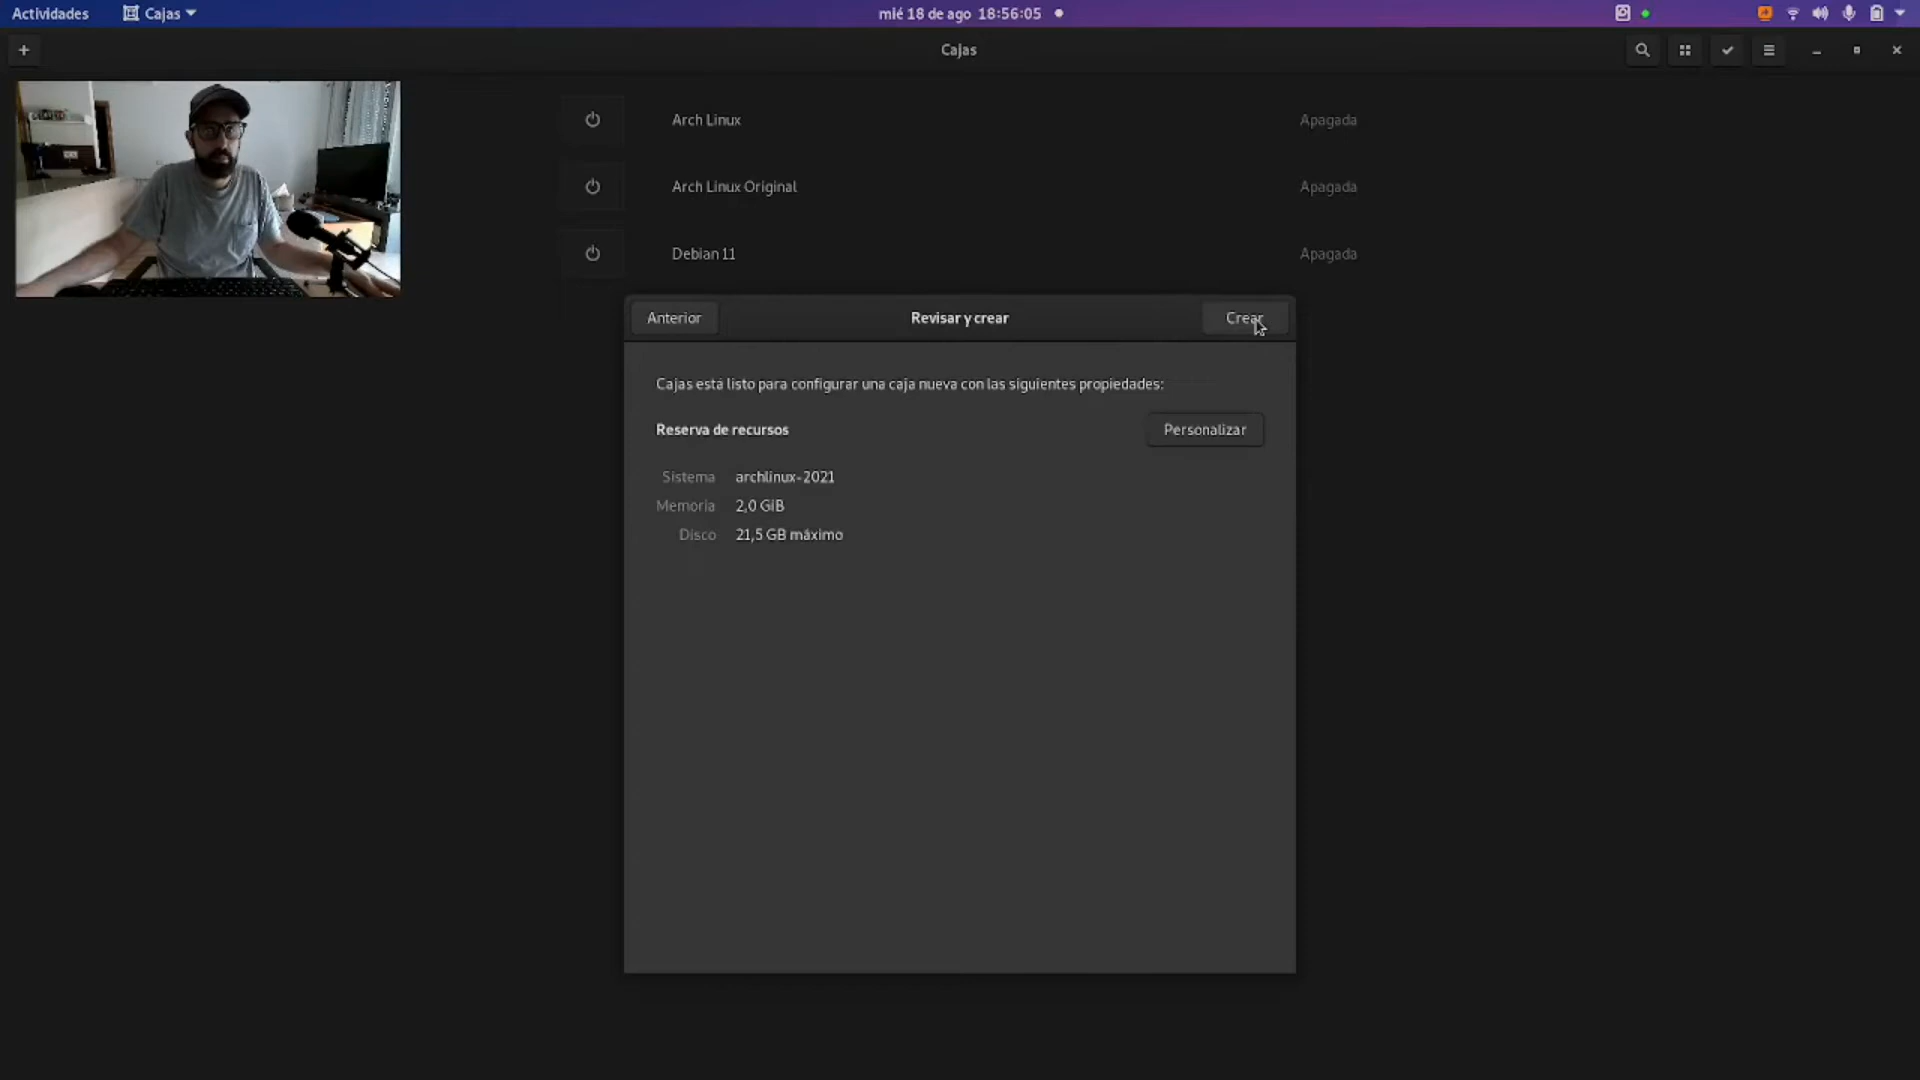 Actividades Cajas mié 18 de ago 18:56:05
Cajas
Arch Linux Apagada
Arch Linux Original Apagada
Debian 11 Apagada
Anterior Revisar y crear Crear
Cajas está listo para configurar una caja nueva con las siguientes propiedades:
Reserva de recursos Personalizar
Sistema archlinux-2021
Memoria 2,0 GiB
Disco 21,5 GB máximo